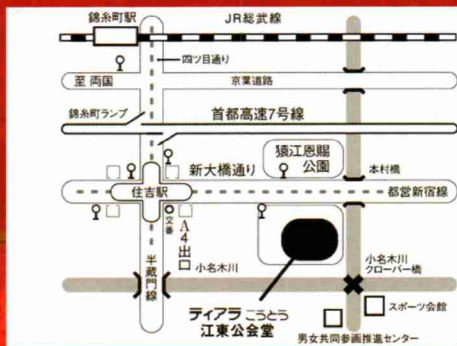 錦糸町駅
JR総武線
四ツ目通り
至 両国
京葉道路
錦糸町ランプ
首都高速7号線
猿江恩賜
公園
新大橋通り
本村橋
住吉駅
都営新宿線
交番
A4出口
半蔵門線
小名木川
小名木川
クローバー橋
ティアラこうとう
江東公会堂
スポーツ会館
男女共同参画推進センター